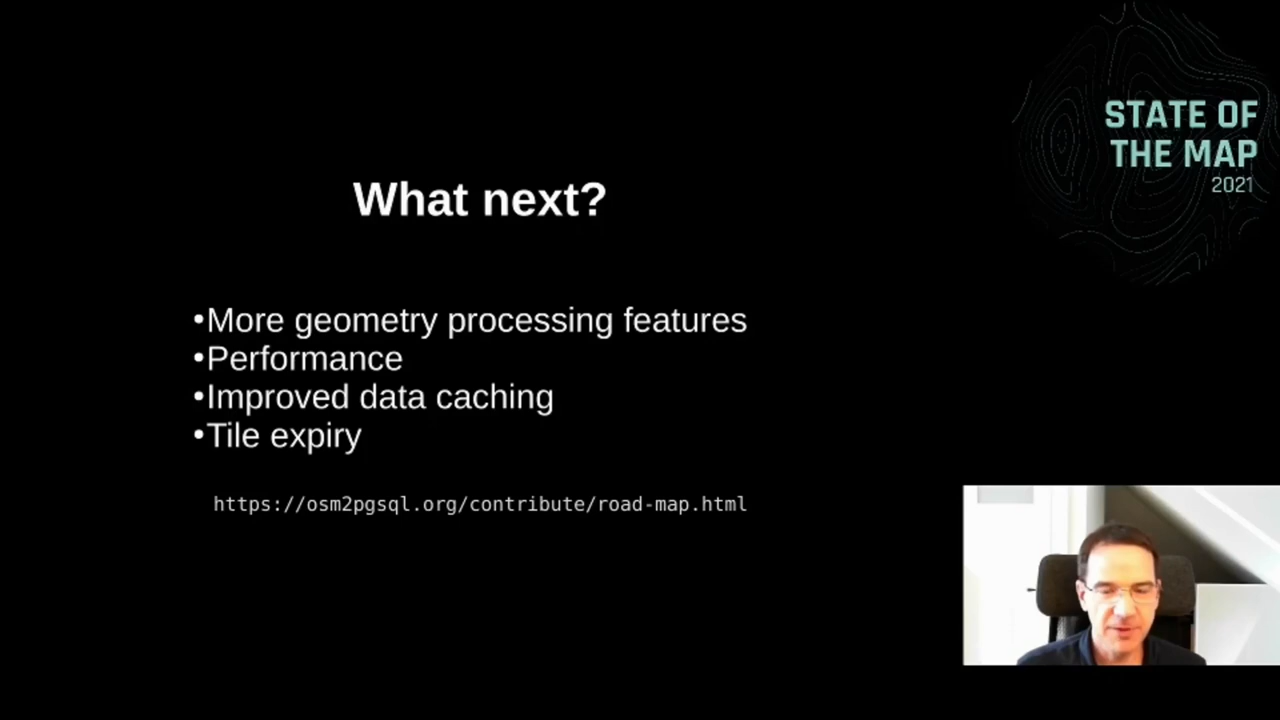 STATE OF
THE MAP
2021
What next?
•More geometry processing features
•Performance
•Improved data caching
•Tile expiry
https://osm2pgsql.org/contribute/road-map.html